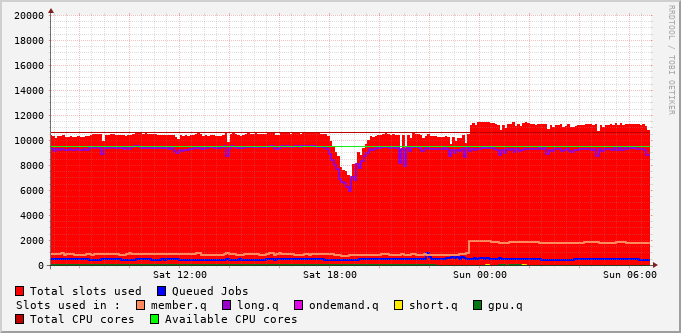 20000
18000
16000
14000
12000
10000
8000
6000
4000
2000
0
Sat 12:00 Sat 18:00 Sun 00:00 Sun 06:00
RRDTOOL / TOBI OETIKER
Total slots used Queued Jobs
Slots used in : member.q long.q ondemand.q short.q gpu.q
Total CPU cores Available CPU cores